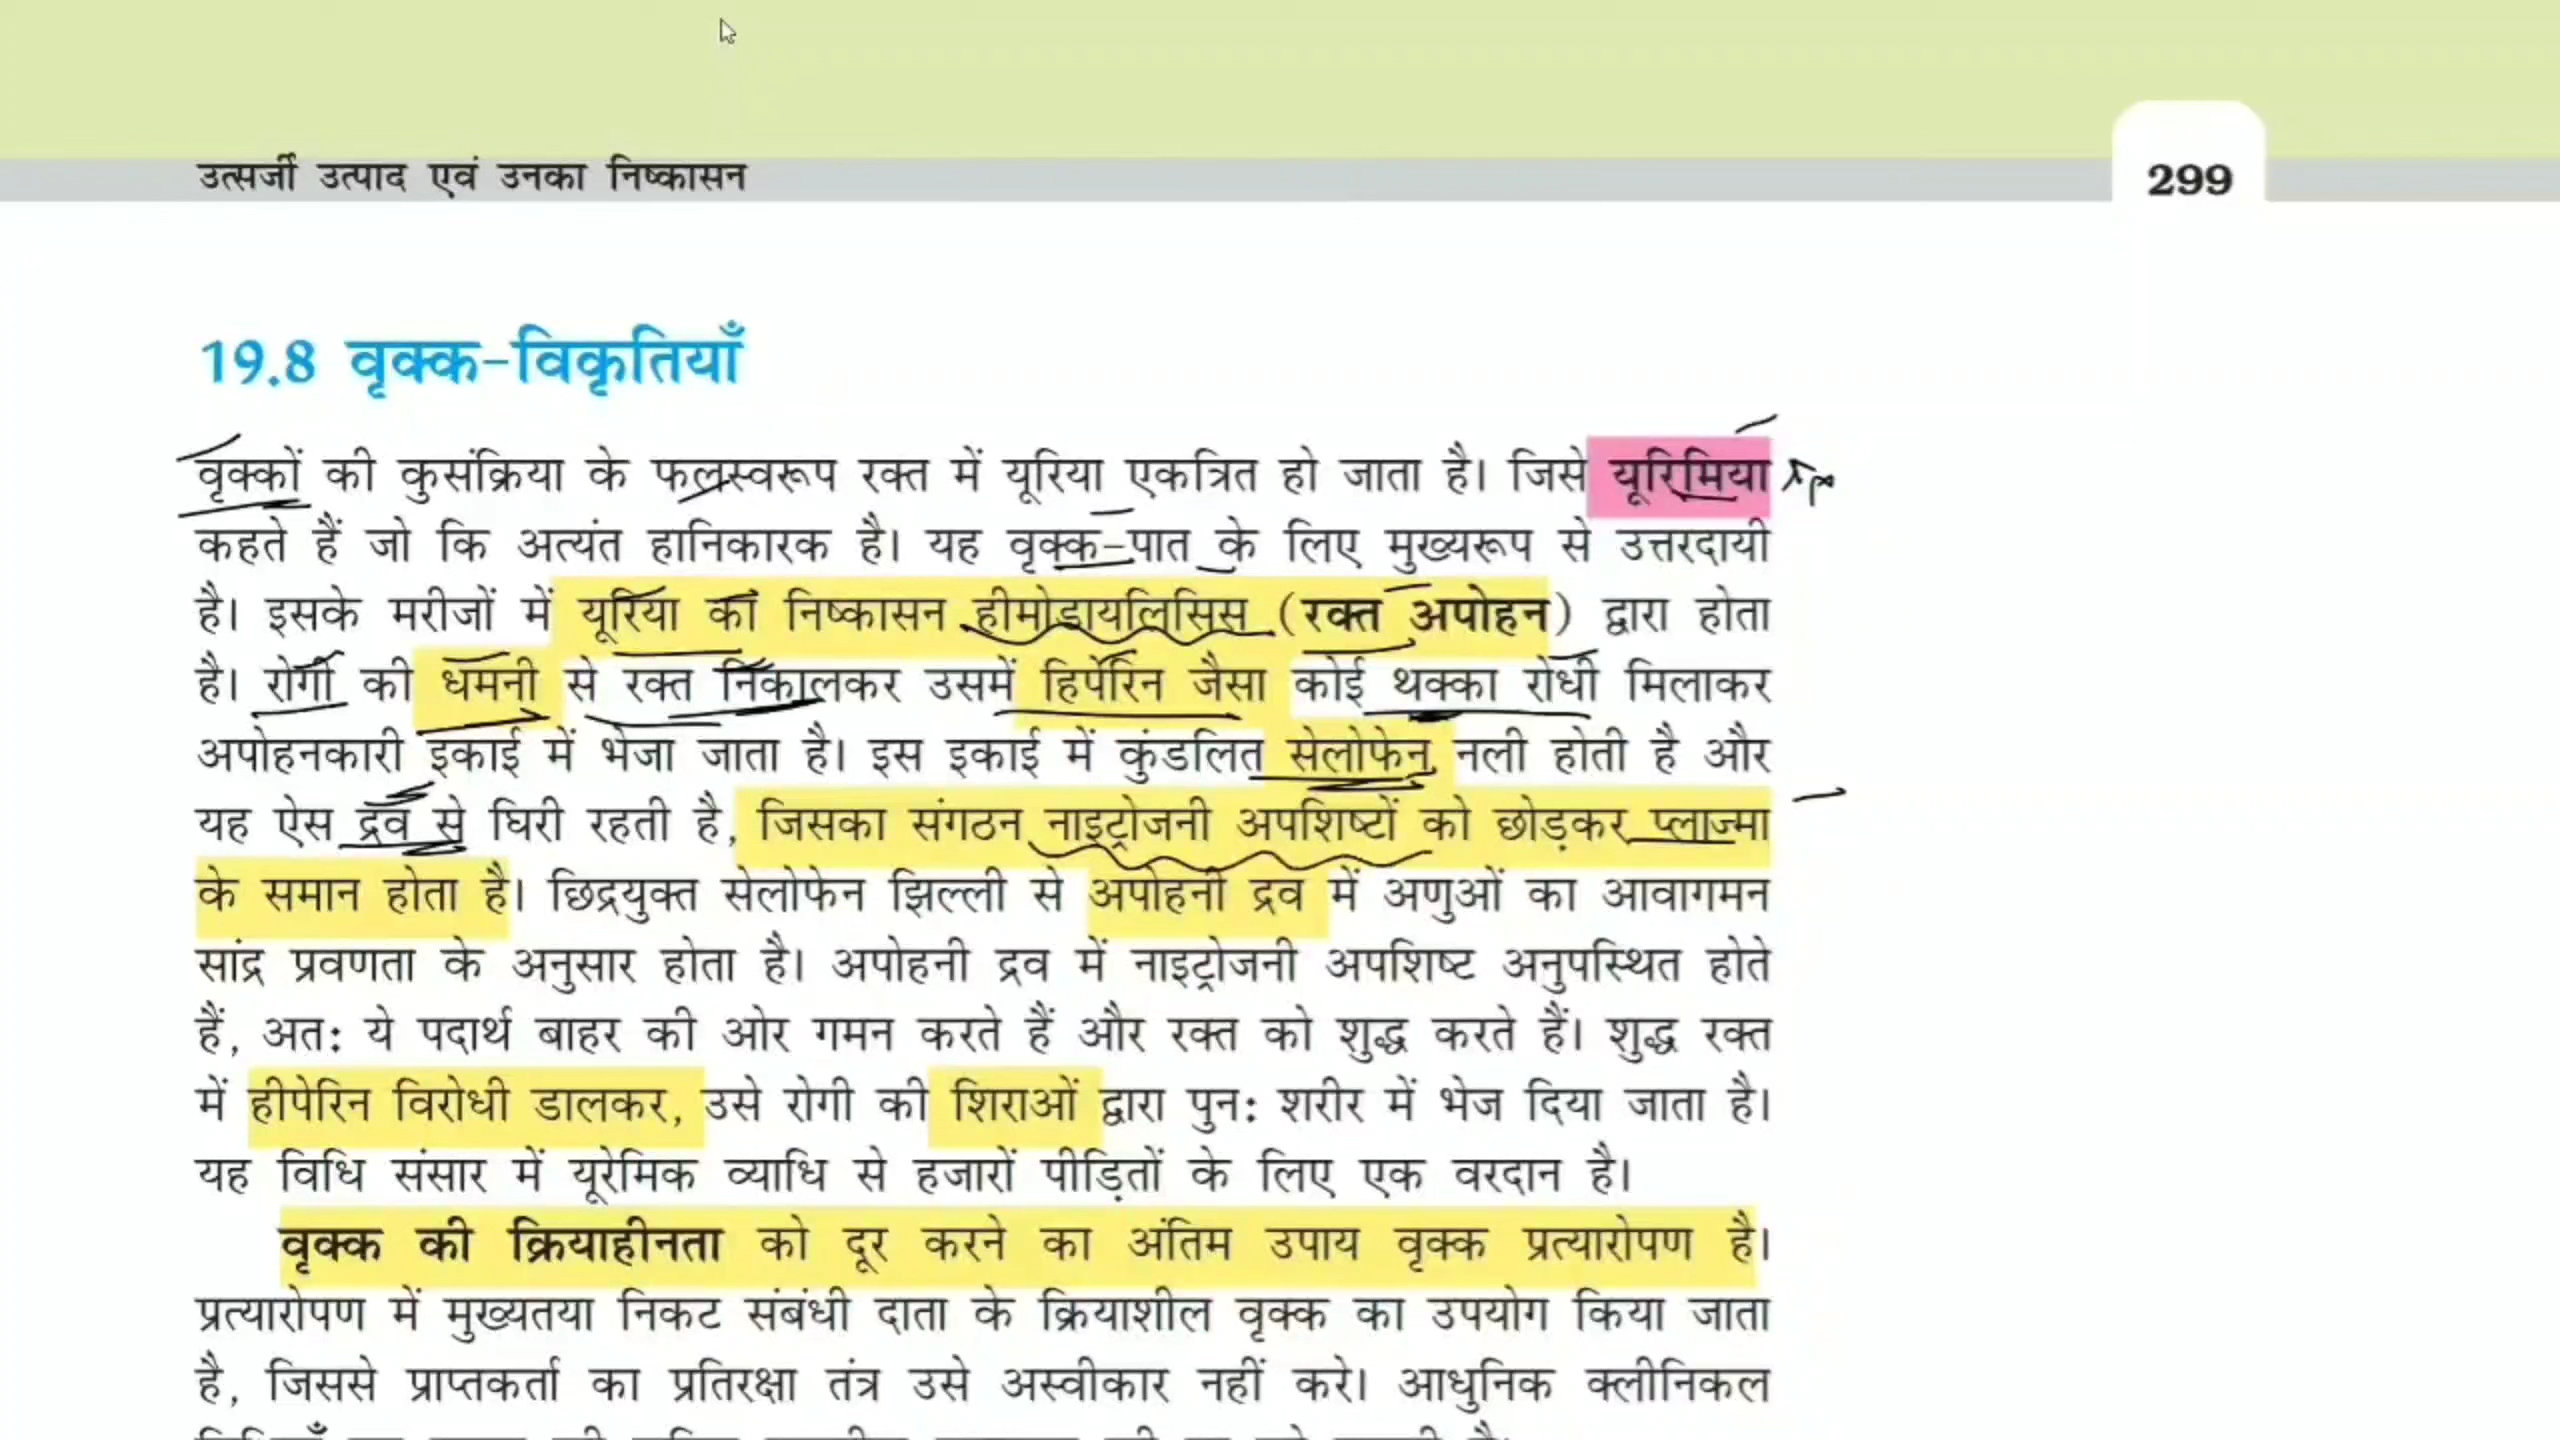 उत्सर्जी उत्पाद एवं उनका निष्कासन
299
19.8 वृक्क-विकृतियाँ
वृक्कों की कुसंक्रिया के फलस्वरूप रक्त में यूरिया एकत्रित हो जाता है। जिसे यूरिमिया
कहते हैं जो कि अत्यंत हानिकारक है। यह वृक्क-पात के लिए मुख्यरूप से उत्तरदायी
है। इसके मरीजों में यूरिया का निष्कासन हीमोडायलिसिस (रक्त अपोहन) द्वारा होता
है। रोगी की धमनी से रक्त निकालकर उसमें हिपेरिन जैसा कोई थक्का रोधी मिलाकर
अपोहनकारी इकाई में भेजा जाता है। इस इकाई में कुंडलित सेलोफेन नली होती है और
यह ऐस द्रव से घिरी रहती है, जिसका संगठन नाइट्रोजनी अपशिष्टों को छोड़कर प्लाज्मा
के समान होता है। छिद्रयुक्त सेलोफेन झिल्ली से अपोहनी द्रव में अणुओं का आवागमन
सांद्र प्रवणता के अनुसार होता है। अपोहनी द्रव में नाइट्रोजनी अपशिष्ट अनुपस्थित होते
हैं, अतः ये पदार्थ बाहर की ओर गमन करते हैं और रक्त को शुद्ध करते हैं। शुद्ध रक्त
में हीपेरिन विरोधी डालकर, उसे रोगी की शिराओं द्वारा पुनः शरीर में भेज दिया जाता है।
यह विधि संसार में यूरेमिक व्याधि से हजारों पीड़ितों के लिए एक वरदान है।
वृक्क की क्रियाहीनता को दूर करने का अंतिम उपाय वृक्क प्रत्यारोपण है।
प्रत्यारोपण में मुख्यतया निकट संबंधी दाता के क्रियाशील वृक्क का उपयोग किया जाता
है, जिससे प्राप्तकर्ता का प्रतिरक्षा तंत्र उसे अस्वीकार नहीं करे। आधुनिक क्लीनिकल